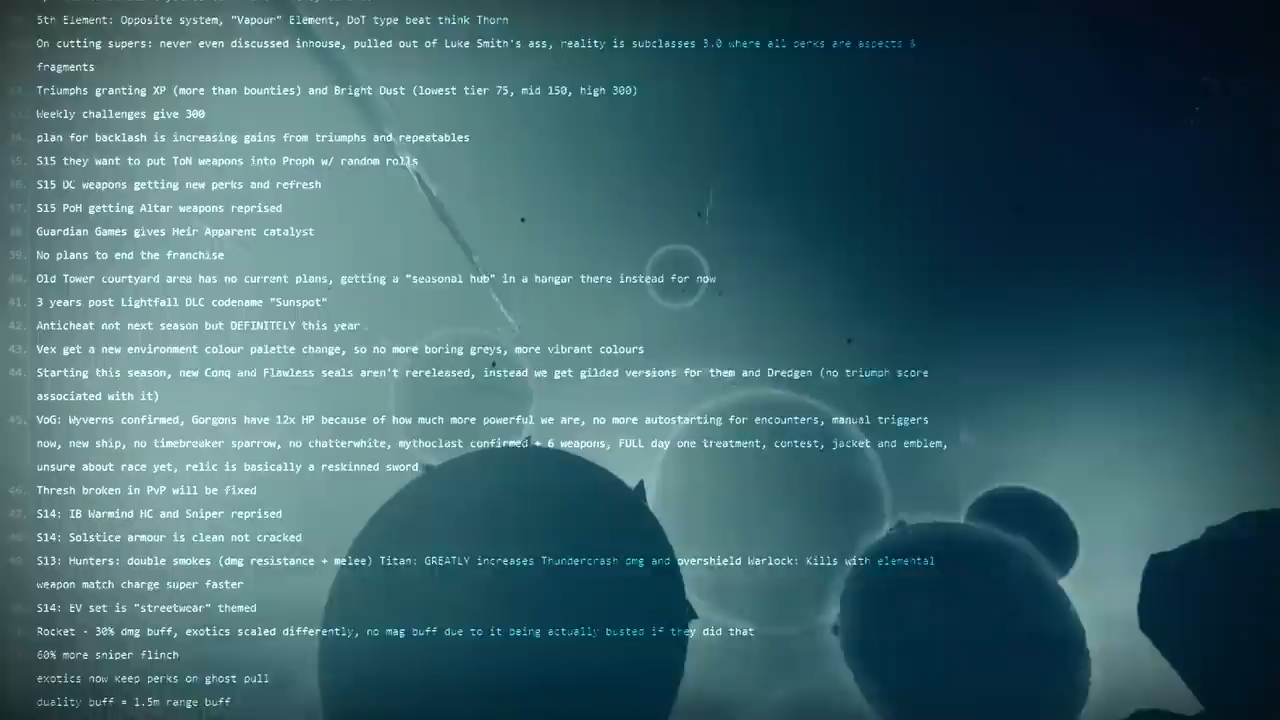 5th Element: Opposite system, "Vapour" Element, DoT type beat think Thorn
On cutting supers: never even discussed inhouse, pulled out of Luke Smith's ass, reality is subclasses 3.0 where all perks are aspects &
fragments
Triumphs granting XP (more than bounties) and Bright Dust (lowest tier 75, mid 150, high 300)
Weekly challenges give 300
plan for backlash is increasing gains from triumphs and repeatables
35. S15 they want to put ToN weapons into Proph w/ random rolls
36. S15 DC weapons getting new perks and refresh
37. S15 PoH getting Altar weapons reprised
38. Guardian Games gives Heir Apparent catalyst
39. No plans to end the franchise
40. Old Tower courtyard area has no current plans, getting a "seasonal hub" in a hangar there instead for now
41. 3 years post Lightfall DLC codename "Sunspot"
42. Anticheat not next season but DEFINITELY this year
43. Vex get a new environment colour palette change, so no more boring greys, more vibrant colours
44. Starting this season, new Conq and Flawless seals aren't rereleased, instead we get gilded versions for them and Dredgen (no triumph score
associated with it)
45. VoG: Wyverns confirmed, Gorgons have 12x HP because of how much more powerful we are, no more autostarting for encounters, manual triggers
now, new ship, no timebreaker sparrow, no chatterwhite, mythoclast confirmed + 6 weapons, FULL day one treatment, contest, jacket and emblem,
unsure about race yet, relic is basically a reskinned sword
46. Thresh broken in PvP will be fixed
47. S14: IB Warmind HC and Sniper reprised
48. S14: Solstice armour is clean not cracked
49. S13: Hunters: double smokes (dmg resistance + melee) Titan: GREATLY increases Thundercrash dmg and overshield Warlock: Kills with elemental
weapon match charge super faster
S14: EV set is "streetwear" themed
Rocket - 30% dmg buff, exotics scaled differently, no mag buff due to it being actually busted if they did that
60% more sniper flinch
exotics now keep perks on ghost pull
duality buff = 1.5m range buff